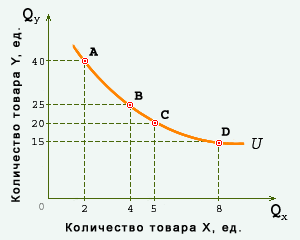 Qy
Количество товара Y, ед.
40
25
20
15
0
A
B
C
D
U
2
4
5
8
Qx
Количество товара X, ед.